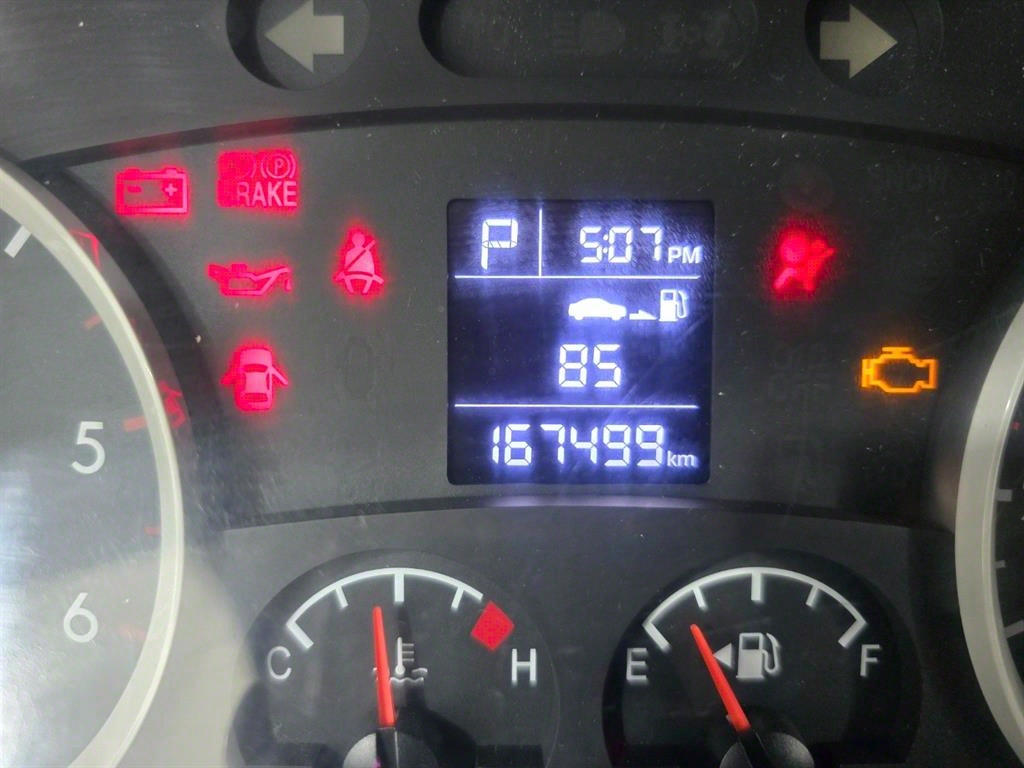 (P)
BRAKE
P 5:07 PM
85
167499 km
5
6
C H
E F